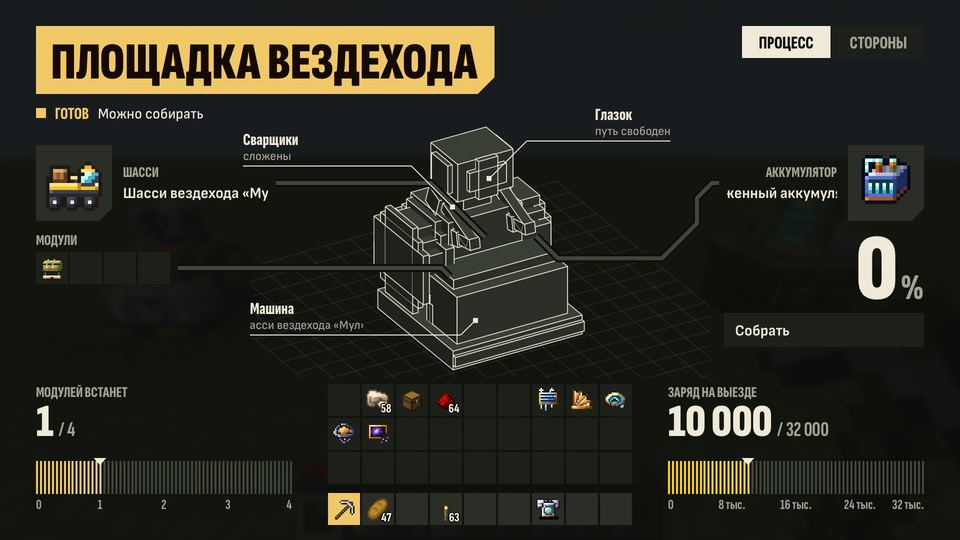 ПЛОЩАДКА ВЕЗДЕХОДА
ПРОЦЕСС
СТОРОНЫ
ГОТОВ Можно собирать
Глазок
путь свободен
Сварщики
сложены
ШАССИ
Шасси вездехода «Му
АККУМУЛЯТОР
женный аккумуля
МОДУЛИ
0 %
Машина
асси вездехода «Мул»
Собрать
МОДУЛЕЙ ВСТАНЕТ
1 / 4
ЗАРЯД НА ВЫЕЗДЕ
10 000 / 32 000
58
64
0 1 2 3 4
0 8 тыс. 16 тыс. 24 тыс. 32 тыс.
47
63